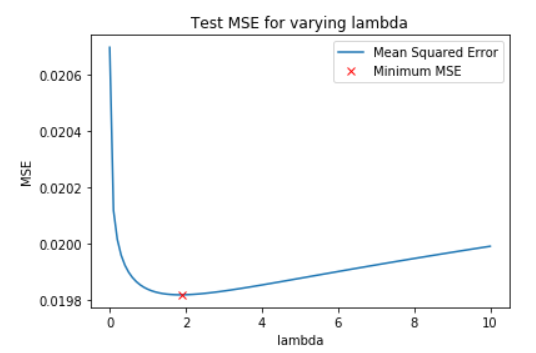 Test MSE for varying lambda
Mean Squared Error
Minimum MSE
0.0206
0.0204
0.0202
0.0200
0.0198
MSE
0 2 4 6 8 10
lambda